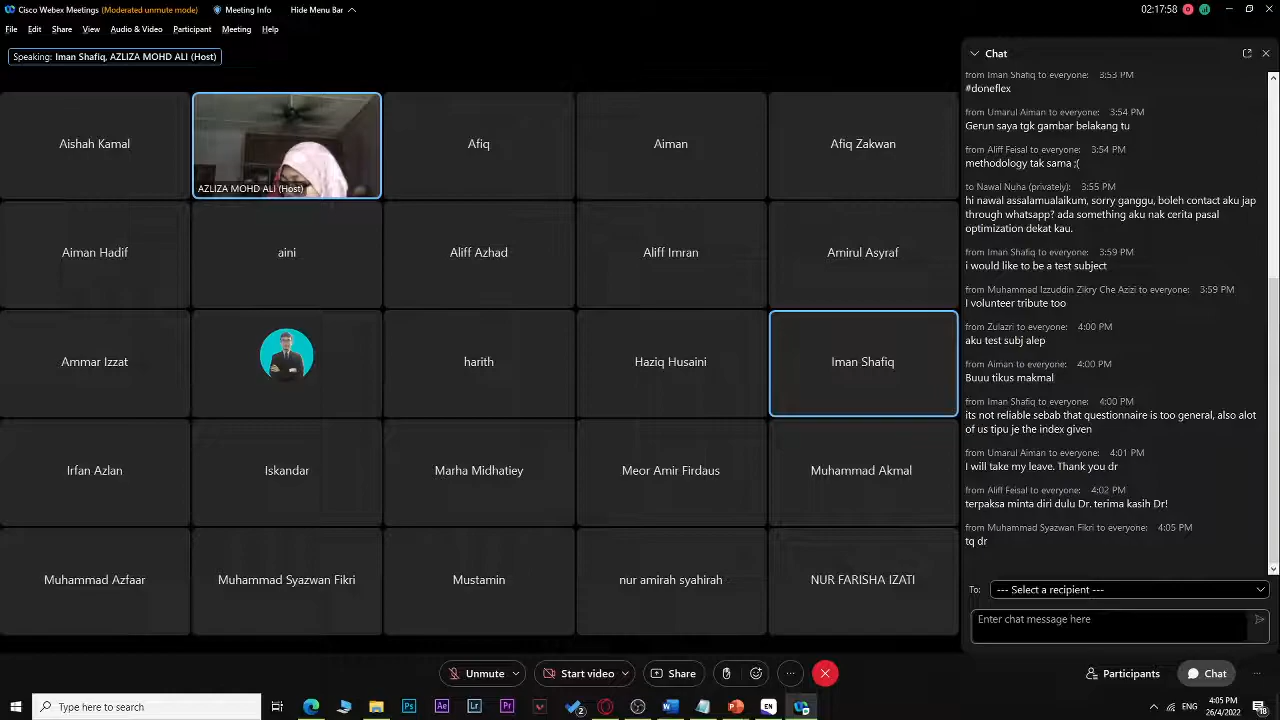 Cisco Webex Meetings (Moderated unmute mode) Meeting Info Hide Menu Bar 02:17:58
File Edit Share View Audio & Video Participant Meeting Help
Speaking: Iman Shafiq, AZLIZA MOHD ALI (Host)
Aishah Kamal
AZLIZA MOHD ALI (Host)
Afiq
Aiman
Afiq Zakwan
Aiman Hadif
aini
Aliff Azhad
Aliff Imran
Amirul Asyraf
Ammar Izzat
harith
Haziq Husaini
Iman Shafiq
Irfan Azlan
Iskandar
Marha Midhatiey
Meor Amir Firdaus
Muhammad Akmal
Muhammad Azfaar
Muhammad Syazwan Fikri
Mustamin
nur amirah syahirah
NUR FARISHA IZATI
Chat
from Iman Shafiq to everyone: 3:53 PM
#doneflex
from Umarul Aiman to everyone: 3:54 PM
Gerun saya tgk gambar belakang tu
from Aliff Feisal to everyone: 3:54 PM
methodology tak sama ;(
to Nawal Nuha (privately): 3:55 PM
hi nawal assalamualaikum, sorry ganggu, boleh contact aku jap
through whatsapp? ada something aku nak cerita pasal
optimization dekat kau.
from Iman Shafiq to everyone: 3:59 PM
i would like to be a test subject
from Muhammad Izzuddin Zikry Che Azizi to everyone: 3:59 PM
I volunteer tribute too
from Zulazri to everyone: 4:00 PM
aku test subj alep
from Aiman to everyone: 4:00 PM
Buuu tikus makmal
from Iman Shafiq to everyone: 4:00 PM
its not reliable sebab that questionnaire is too general, also alot
of us tipu je the index given
from Umarul Aiman to everyone: 4:01 PM
I will take my leave. Thank you dr
from Aliff Feisal to everyone: 4:02 PM
terpaksa minta diri dulu Dr. terima kasih Dr!
from Muhammad Syazwan Fikri to everyone: 4:05 PM
tq dr
To: --- Select a recipient ---
Enter chat message here
Unmute Start video Share Participants Chat
Type here to search
Ps Ae Lr Pr 2 EN
4:05 PM
26/4/2022
8